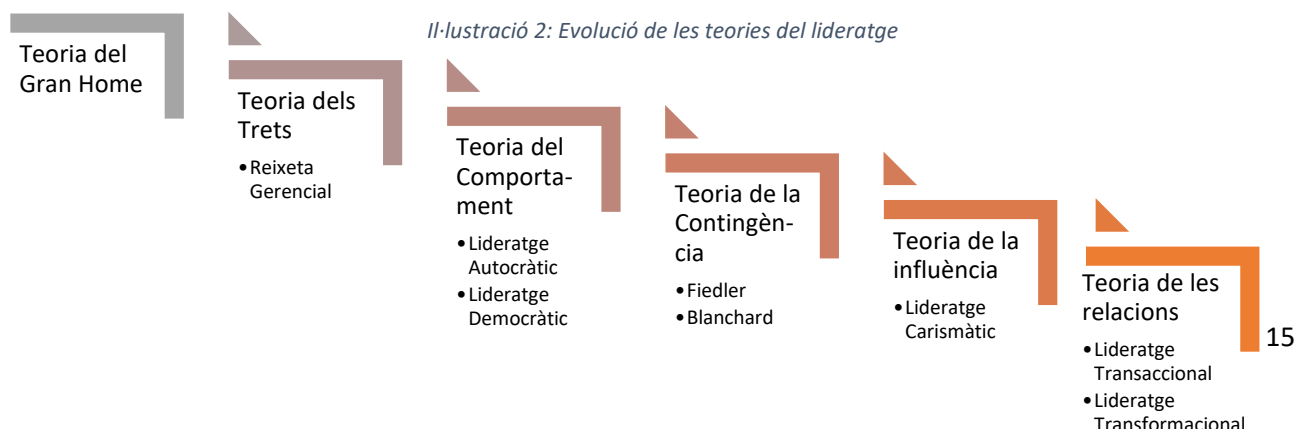 Il·lustració 2: Evolució de les teories del lideratge
Teoria del
Gran Home
Teoria dels
Trets
•Reixeta
Gerencial
Teoria del
Comporta-
ment
•Lideratge
Autocràtic
•Lideratge
Democràtic
Teoria de la
Contingèn-
cia
•Fiedler
•Blanchard
Teoria de la
influència
•Lideratge
Carismàtic
Teoria de les
relacions
•Lideratge
Transaccional
•Lideratge
Transformacional
15